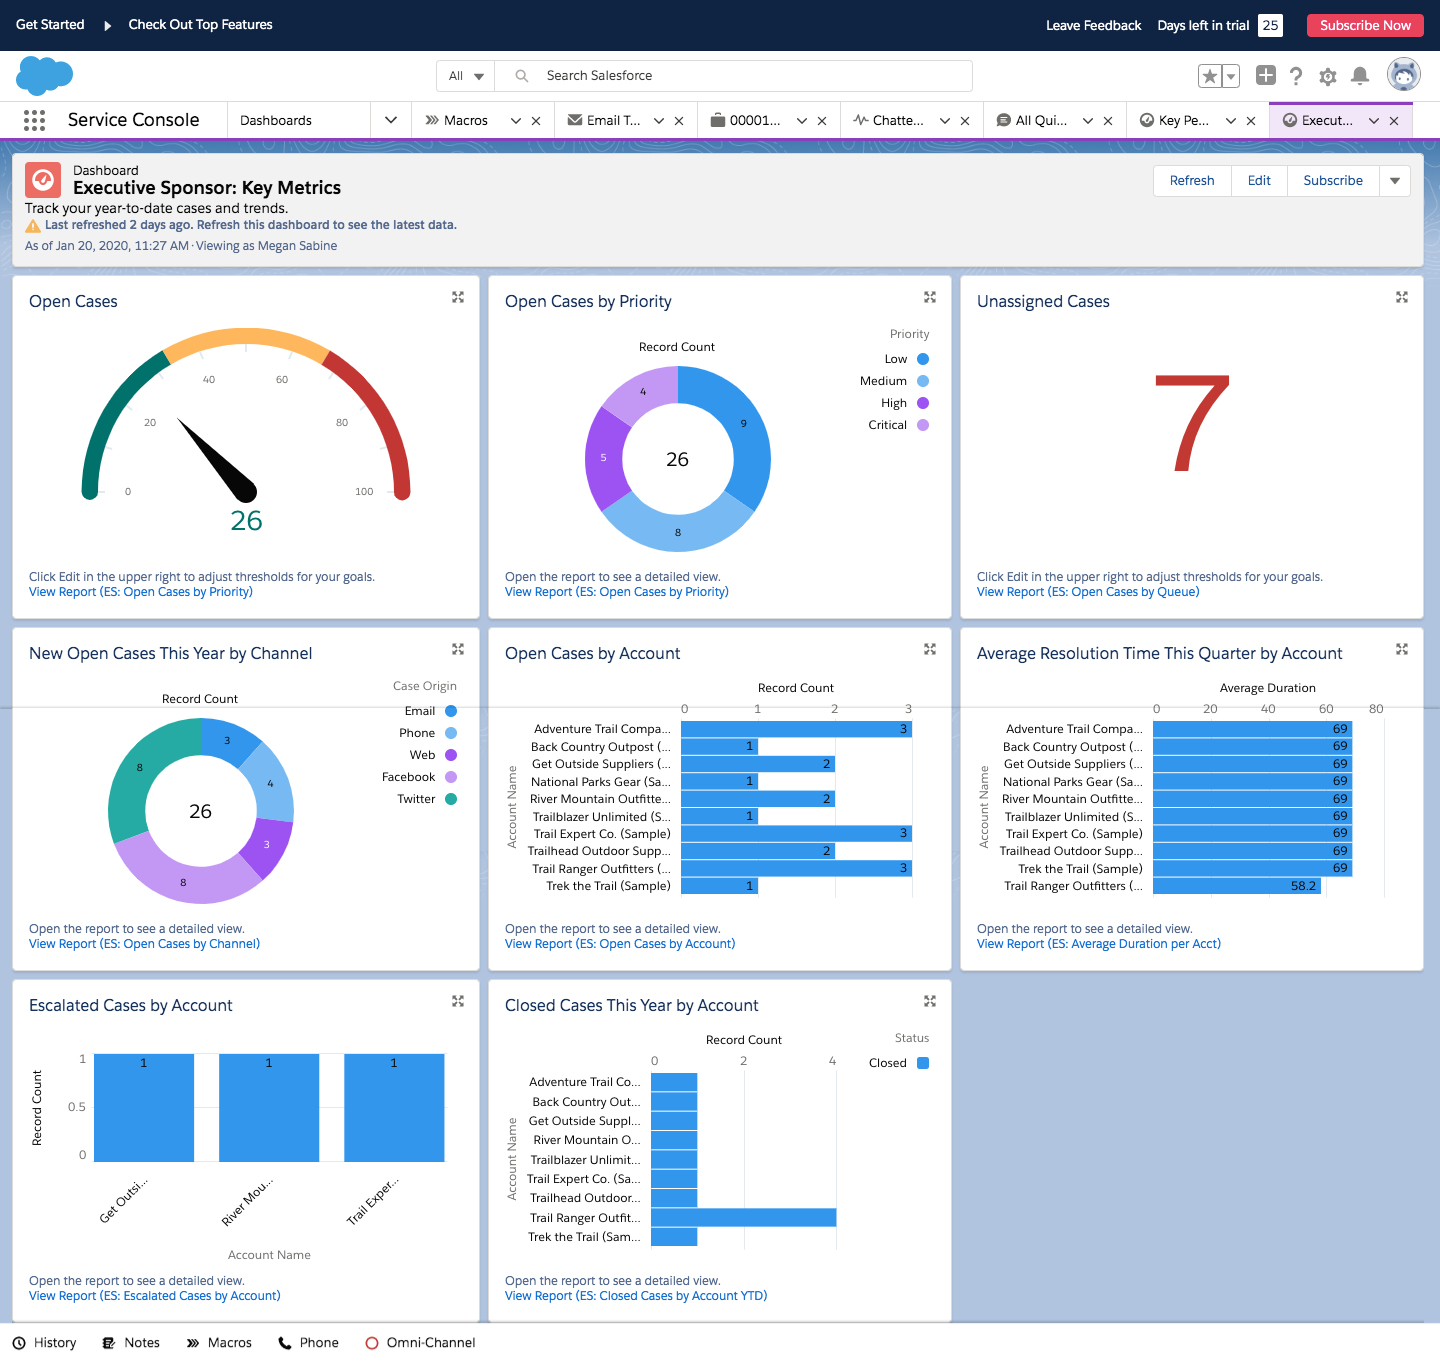 Get Started
Check Out Top Features
Leave Feedback
Days left in trial 25
Subscribe Now
All
Search Salesforce
Service Console
Dashboards
Macros
Email T...
00001...
Chatte...
All Qui...
Key Pe...
Execut...
Dashboard
Executive Sponsor: Key Metrics
Track your year-to-date cases and trends.
Last refreshed 2 days ago. Refresh this dashboard to see the latest data.
As of Jan 20, 2020, 11:27 AM·Viewing as Megan Sabine
Refresh
Edit
Subscribe
Open Cases
0
20
40
60
80
100
26
Click Edit in the upper right to adjust thresholds for your goals.
View Report (ES: Open Cases by Priority)
Open Cases by Priority
Record Count
Priority
Low
Medium
High
Critical
4
9
5
26
8
Open the report to see a detailed view.
View Report (ES: Open Cases by Priority)
Unassigned Cases
7
Click Edit in the upper right to adjust thresholds for your goals.
View Report (ES: Open Cases by Queue)
New Open Cases This Year by Channel
Record Count
Case Origin
Email
Phone
Web
Facebook
Twitter
3
8
4
26
3
8
Open the report to see a detailed view.
View Report (ES: Open Cases by Channel)
Open Cases by Account
Record Count
0 1 2 3
Account Name
Adventure Trail Compa... 3
Back Country Outpost (... 1
Get Outside Suppliers (... 2
National Parks Gear (Sa... 1
River Mountain Outfitte... 2
Trailblazer Unlimited (S... 1
Trail Expert Co. (Sample) 3
Trailhead Outdoor Supp... 2
Trail Ranger Outfitters (... 3
Trek the Trail (Sample) 1
Open the report to see a detailed view.
View Report (ES: Open Cases by Account)
Average Resolution Time This Quarter by Account
Average Duration
0 20 40 60 80
Account Name
Adventure Trail Compa... 69
Back Country Outpost (... 69
Get Outside Suppliers (... 69
National Parks Gear (Sa... 69
River Mountain Outfitte... 69
Trailblazer Unlimited (S... 69
Trail Expert Co. (Sample) 69
Trailhead Outdoor Supp... 69
Trek the Trail (Sample) 69
Trail Ranger Outfitters (... 58.2
Open the report to see a detailed view.
View Report (ES: Average Duration per Acct)
Escalated Cases by Account
Record Count
1
0.5
0
1 1 1
Get Outsi...
River Mou...
Trail Exper...
Account Name
Open the report to see a detailed view.
View Report (ES: Escalated Cases by Account)
Closed Cases This Year by Account
Record Count
Status
Closed
0 2 4
Account Name
Adventure Trail Co...
Back Country Out...
Get Outside Suppl...
River Mountain O...
Trailblazer Unlimit...
Trail Expert Co. (Sa...
Trailhead Outdoor...
Trail Ranger Outfit...
Trek the Trail (Sam...
Open the report to see a detailed view.
View Report (ES: Closed Cases by Account YTD)
History
Notes
Macros
Phone
Omni-Channel